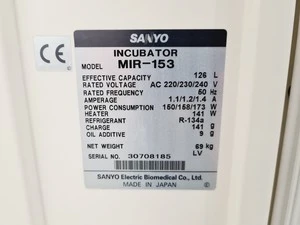 CE
SANYO
INCUBATOR
MODEL MIR-153
EFFECTIVE CAPACITY 126 L
RATED VOLTAGE AC 220/230/240 V
RATED FREQUENCY 50 Hz
AMPERAGE 1.1/1.2/1.4 A
POWER CONSUMPTION 150/158/173 W
HEATER 141 W
REFRIGERANT R-134a
CHARGE 141 g
OIL ADDITIVE 9 g
NET WEIGHT 69 kg
LV
SERIAL NO. 30708185
SANYO Electric Biomedical Co., Ltd.
MADE IN JAPAN